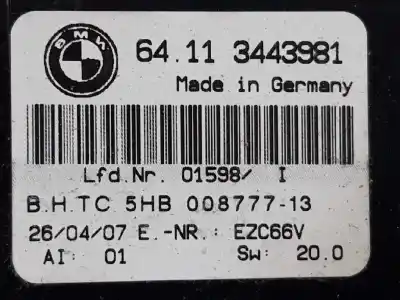 BMW
64.11 3443981
Made in Germany
Lfd.Nr. 01598/ I
B.H.TC 5HB 008777-13
26/04/07 E.-NR.: EZC66V
AI: 01 Sw: 20.0